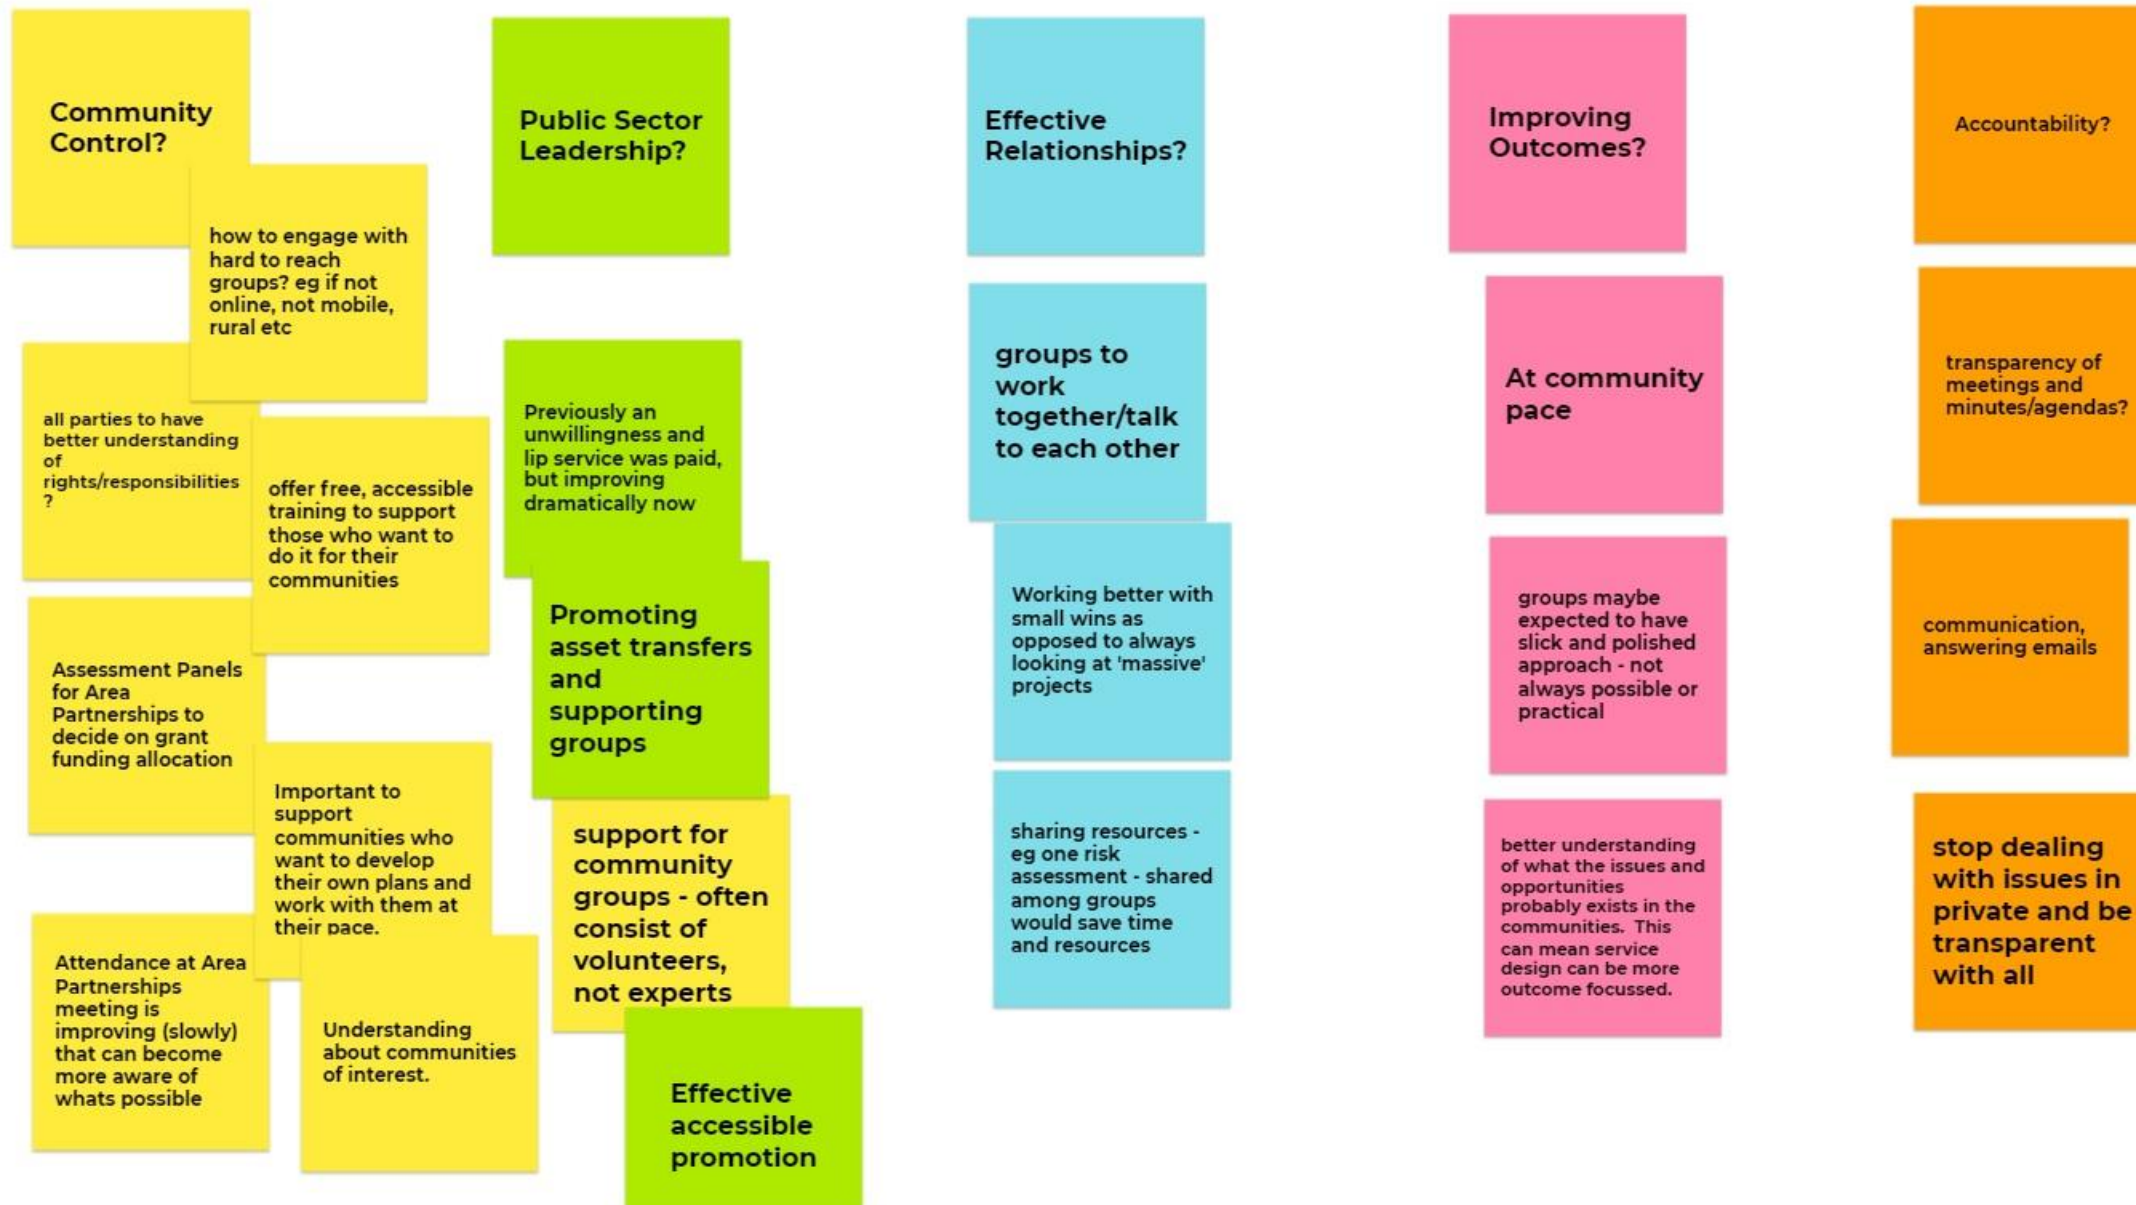 Community
Control?
how to engage with
hard to reach
groups? eg if not
online, not mobile,
rural etc
all parties to have
better understanding
of
rights/responsibilities
?
offer free, accessible
training to support
those who want to
do it for their
communities
Assessment Panels
for Area
Partnerships to
decide on grant
funding allocation
Important to
support
communities who
want to develop
their own plans and
work with them at
their pace.
Attendance at Area
Partnerships
meeting is
improving (slowly)
that can become
more aware of
whats possible
Understanding
about communities
of interest.
Public Sector
Leadership?
Previously an
unwillingness and
lip service was paid,
but improving
dramatically now
Promoting
asset transfers
and
supporting
groups
support for
community
groups - often
consist of
volunteers,
not experts
Effective
accessible
promotion
Effective
Relationships?
groups to
work
together/talk
to each other
Working better with
small wins as
opposed to always
looking at 'massive'
projects
sharing resources -
eg one risk
assessment - shared
among groups
would save time
and resources
Improving
Outcomes?
At community
pace
groups maybe
expected to have
slick and polished
approach - not
always possible or
practical
better understanding
of what the issues and
opportunities
probably exists in the
communities. This
can mean service
design can be more
outcome focussed.
Accountability?
transparency of
meetings and
minutes/agendas?
communication,
answering emails
stop dealing
with issues in
private and be
transparent
with all